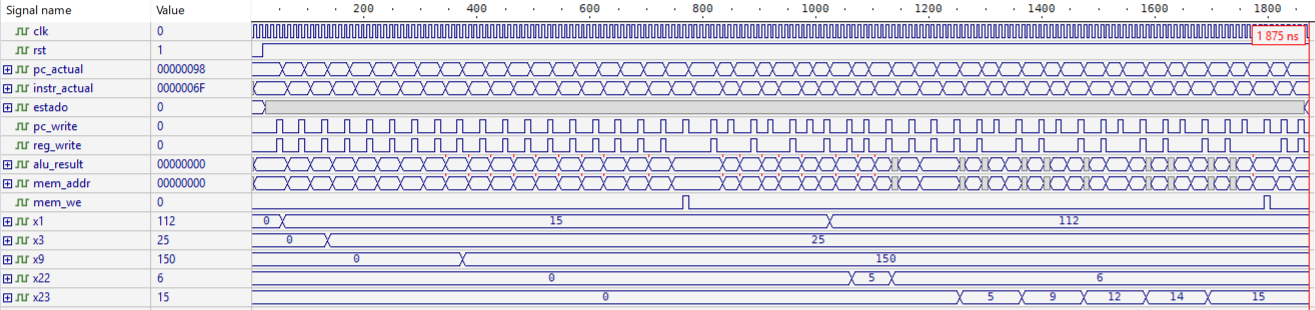 Signal name Value 200 400 600 800 1000 1200 1400 1600 1800
clk 0 1 875 ns
rst 1
pc_actual 00000098
instr_actual 0000006F
estado 0
pc_write 0
reg_write 0
alu_result 00000000
mem_addr 00000000
mem_we 0
x1 112 0 15 112
x3 25 0 25
x9 150 0 150
x22 6 0 5 6
x23 15 0 5 9 12 14 15